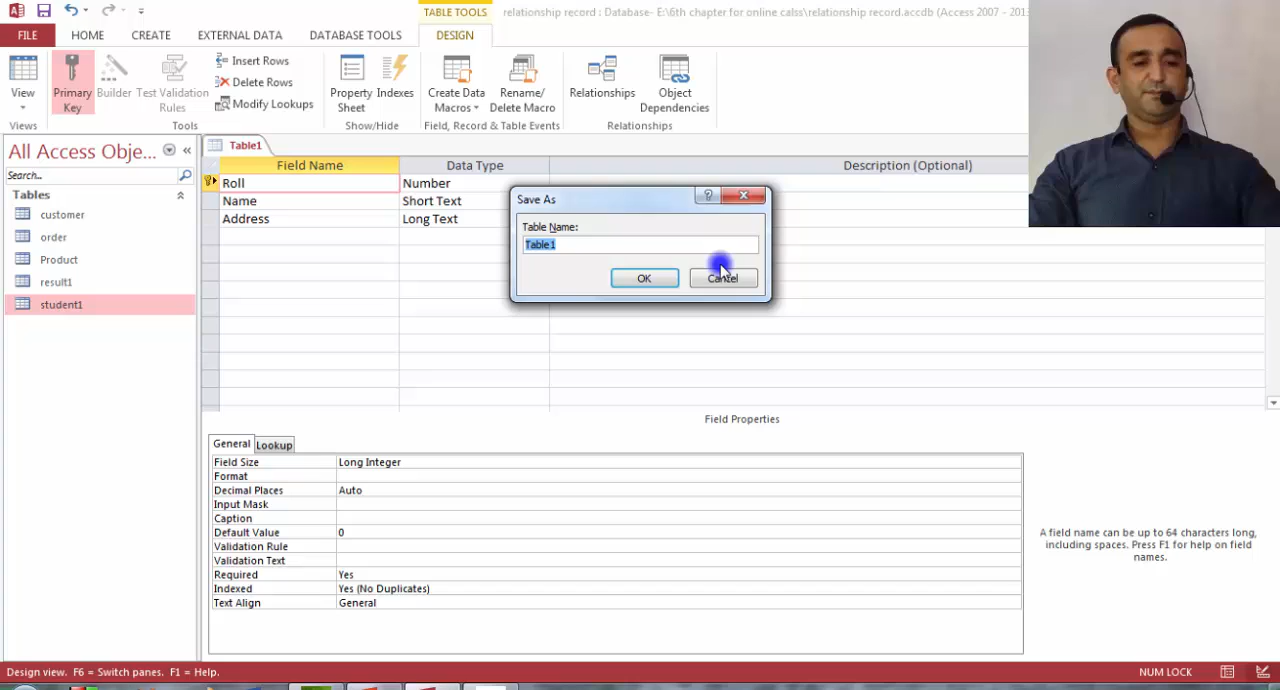 TABLE TOOLS
relationship record : Database- E:\6th chapter for online calss\relationship record.accdb (Access 2007 - 201
FILE HOME CREATE EXTERNAL DATA DATABASE TOOLS DESIGN
View
Primary Key
Builder
Test Validation Rules
Insert Rows
Delete Rows
Modify Lookups
Property Sheet
Indexes
Create Data Macros
Rename/ Delete Macro
Relationships
Object Dependencies
Views Tools Show/Hide Field, Record & Table Events Relationships
All Access Obje...
Search...
Tables
customer
order
Product
result1
student1
Table1
Field Name Data Type Description (Optional)
Roll Number
Name Short Text
Address Long Text
Save As
Table Name:
Table1
OK Cancel
Field Properties
General Lookup
Field Size Long Integer
Format
Decimal Places Auto
Input Mask
Caption
Default Value 0
Validation Rule
Validation Text
Required Yes
Indexed Yes (No Duplicates)
Text Align General
A field name can be up to 64 characters long,
including spaces. Press F1 for help on field
names.
Design view. F6 = Switch panes. F1 = Help.
NUM LOCK